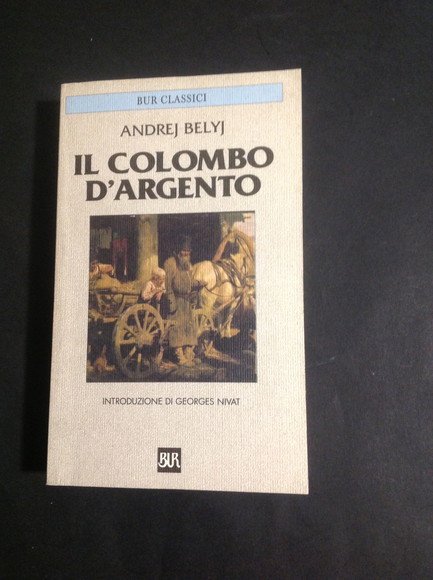 BUR CLASSICI
ANDREJ BELYJ
IL COLOMBO
D'ARGENTO
INTRODUZIONE DI GEORGES NIVAT
BUR